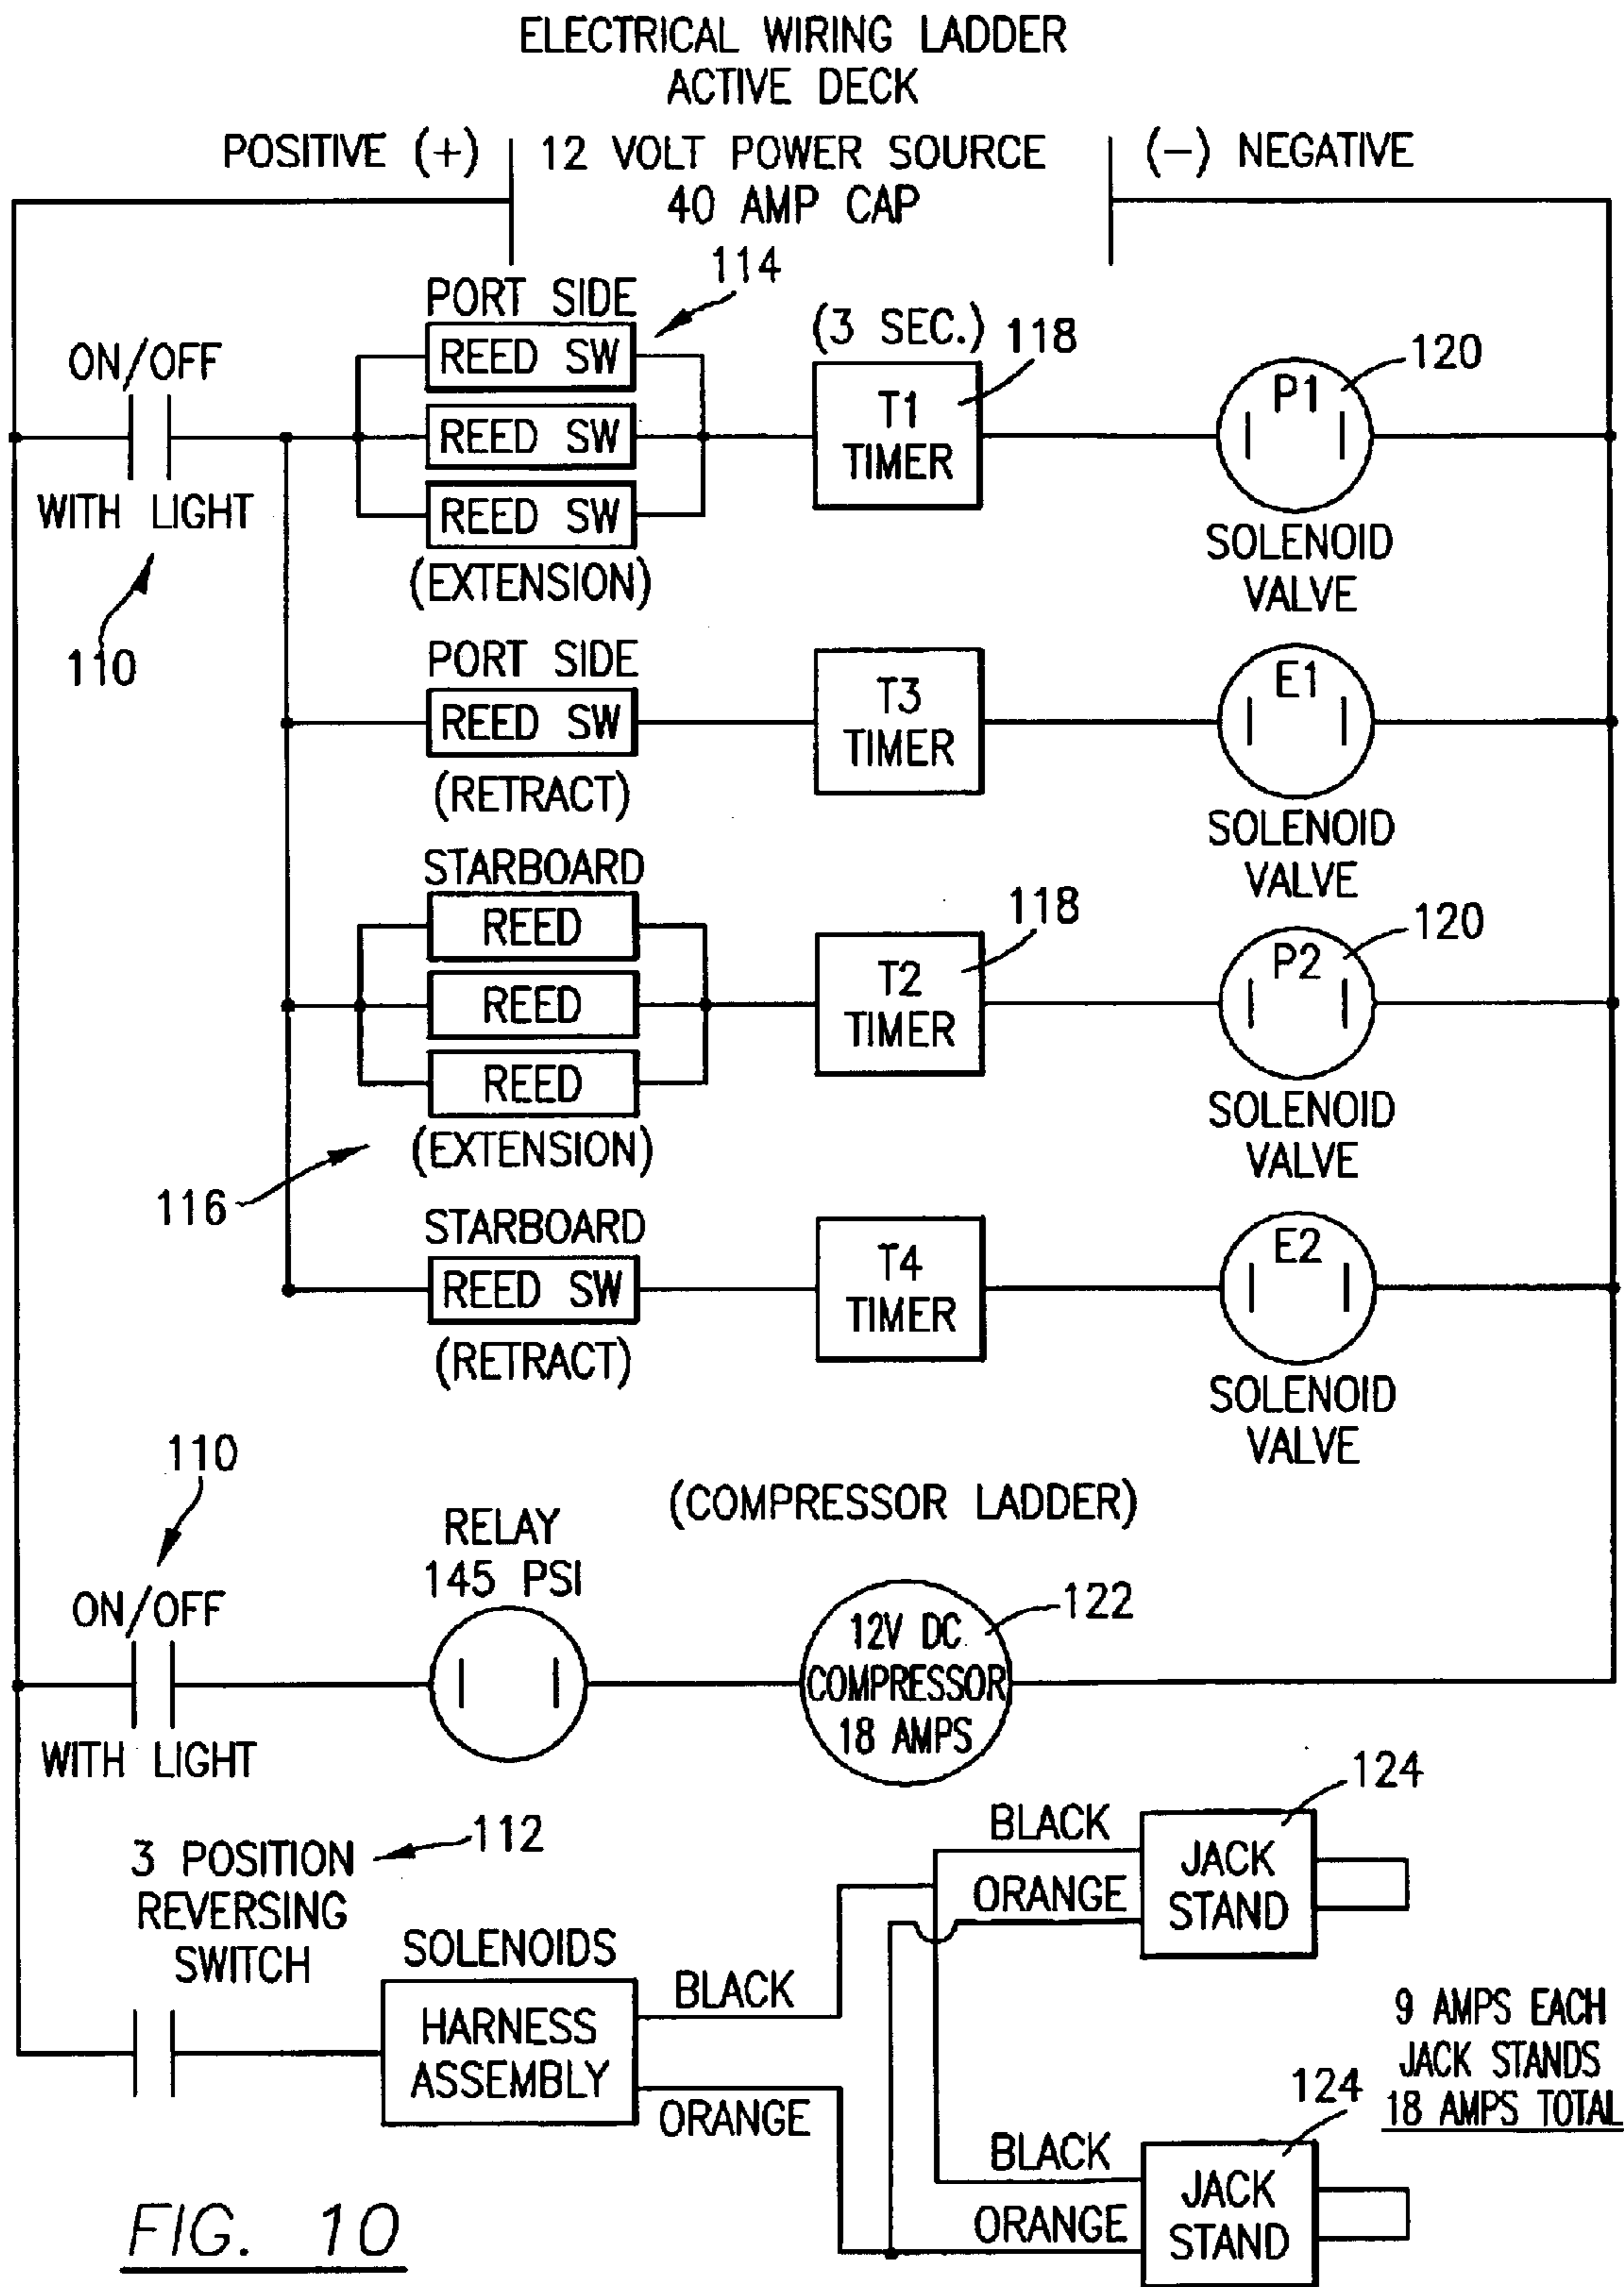 ELECTRICAL WIRING LADDER
ACTIVE DECK
POSITIVE (+)
12 VOLT POWER SOURCE
40 AMP CAP
(-) NEGATIVE
114
PORT SIDE
REED SW
REED SW
REED SW
(EXTENSION)
ON/OFF
WITH LIGHT
110
(3 SEC.)
118
T1
TIMER
120
P1
SOLENOID
VALVE
PORT SIDE
REED SW
(RETRACT)
T3
TIMER
E1
SOLENOID
VALVE
STARBOARD
REED
REED
REED
(EXTENSION)
116
118
T2
TIMER
120
P2
SOLENOID
VALVE
STARBOARD
REED SW
(RETRACT)
T4
TIMER
E2
SOLENOID
VALVE
110
ON/OFF
WITH LIGHT
RELAY
145 PSI
(COMPRESSOR LADDER)
122
12V DC
COMPRESSOR
18 AMPS
112
3 POSITION
REVERSING
SWITCH
SOLENOIDS
HARNESS
ASSEMBLY
BLACK
ORANGE
BLACK
ORANGE
124
JACK
STAND
9 AMPS EACH
JACK STANDS
18 AMPS TOTAL
124
BLACK
ORANGE
JACK
STAND
FIG. 10